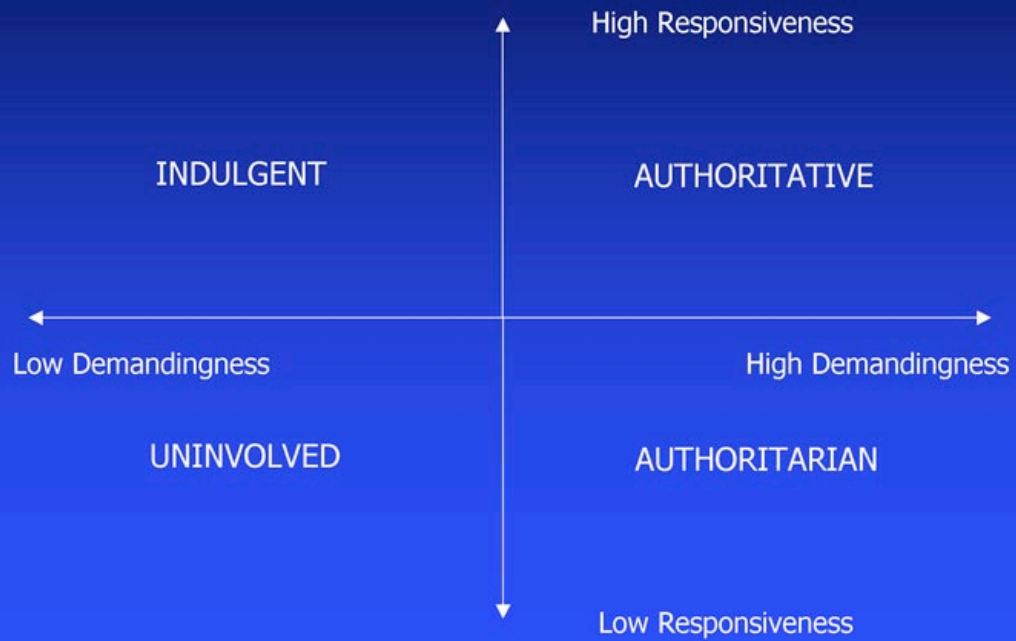 High Responsiveness
INDULGENT
AUTHORITATIVE
Low Demandingness
High Demandingness
UNINVOLVED
AUTHORITARIAN
Low Responsiveness